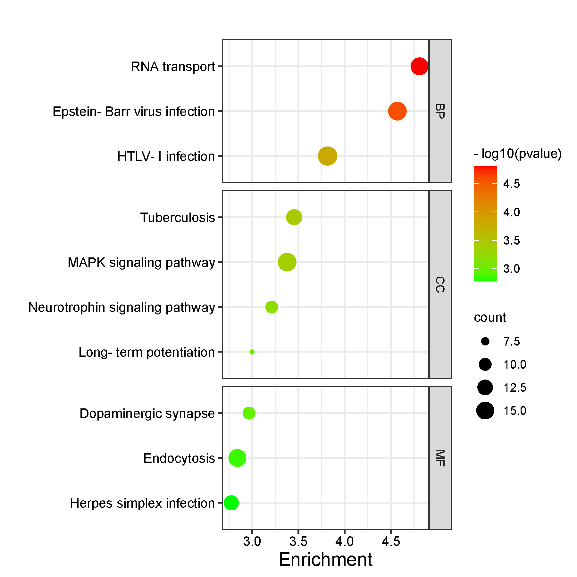 RNA transport
Epstein- Barr virus infection
HTLV- I infection
BP
Tuberculosis
MAPK signaling pathway
Neurotrophin signaling pathway
Long- term potentiation
CC
Dopaminergic synapse
Endocytosis
Herpes simplex infection
MF
3.0 3.5 4.0 4.5
Enrichment
- log10(pvalue)
4.5
4.0
3.5
3.0
count
7.5
10.0
12.5
15.0